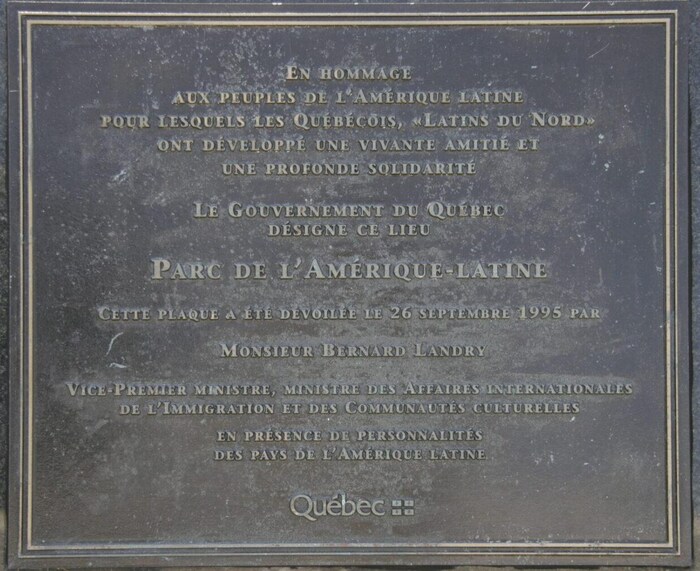 En hommage
aux peuples de l'Amérique latine
pour lesquels les Québécois, «Latins du Nord»
ont développé une vivante amitié et
une profonde solidarité
Le Gouvernement du Québec
désigne ce lieu
Parc de l'Amérique-latine
Cette plaque a été dévoilée le 26 septembre 1995 par
Monsieur Bernard Landry
Vice-Premier ministre, ministre des Affaires internationales
de l'Immigration et des Communautés culturelles
en présence de personnalités
des pays de l'Amérique latine.
Québec